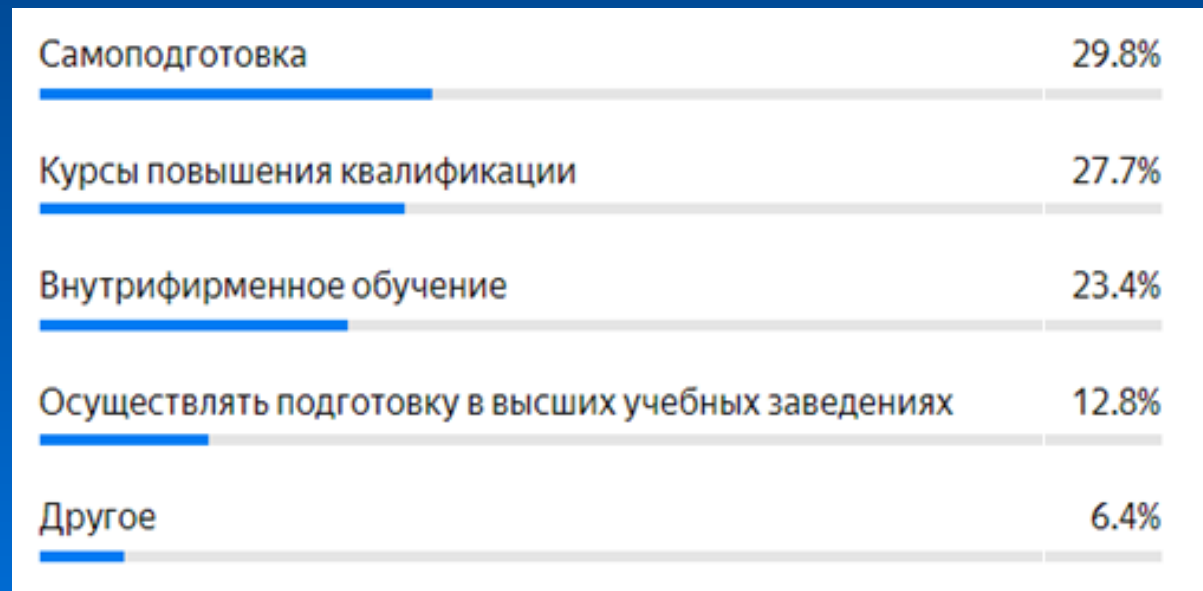 Самоподготовка 29.8%
Курсы повышения квалификации 27.7%
Внутрифирменное обучение 23.4%
Осуществлять подготовку в высших учебных заведениях 12.8%
Другое 6.4%